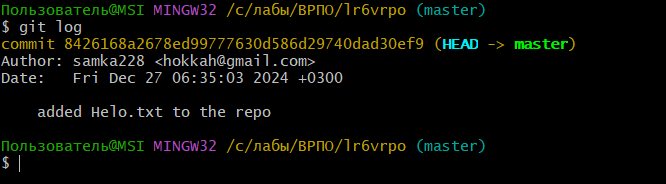 Пользователь@MSI MINGW32 /c/лабы/ВРПО/lr6vrpo (master)
$ git log
commit 8426168a2678ed99777630d586d29740dad30ef9 (HEAD -> master)
Author: samka228 <hokkah@gmail.com>
Date:   Fri Dec 27 06:35:03 2024 +0300
    added Helo.txt to the repo
Пользователь@MSI MINGW32 /c/лабы/ВРПО/lr6vrpo (master)
$